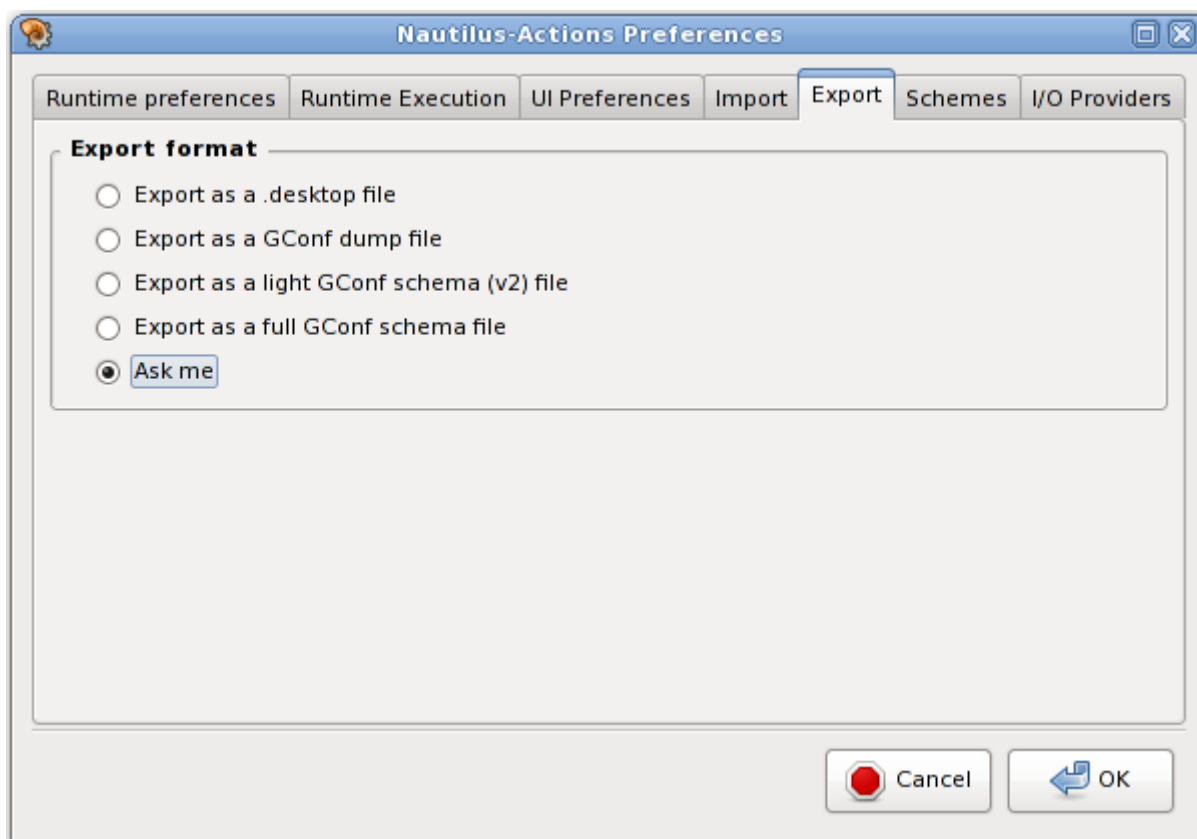 Nautilus-Actions Preferences
Runtime preferences Runtime Execution UI Preferences Import Export Schemes I/O Providers
Export format
Export as a .desktop file
Export as a GConf dump file
Export as a light GConf schema (v2) file
Export as a full GConf schema file
Ask me
Cancel OK